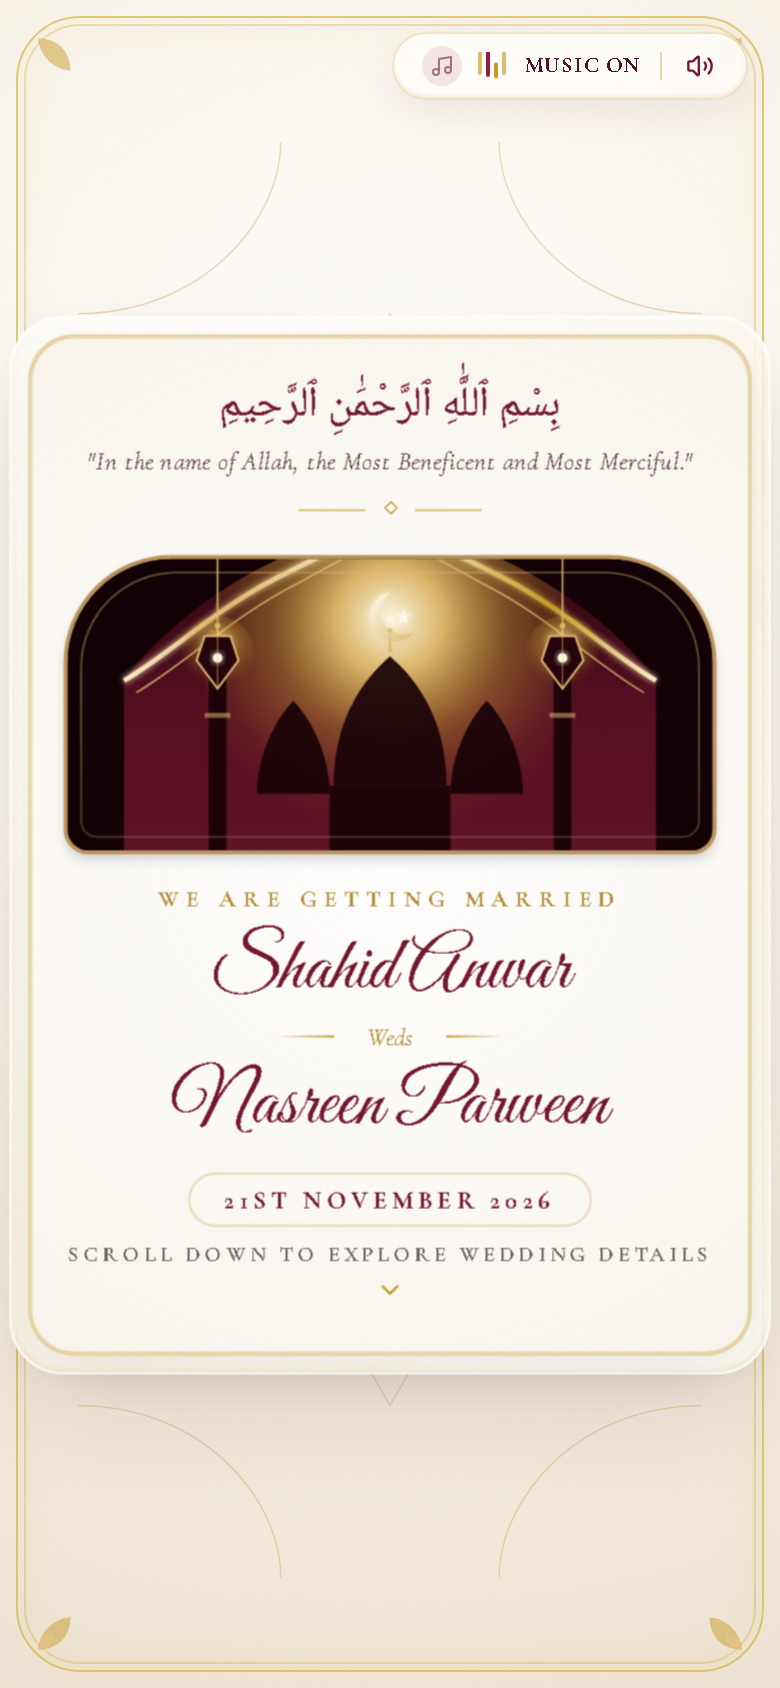 MUSIC ON
بِسْمِ ٱللَّٰهِ ٱلرَّحْمَٰنِ ٱلرَّحِيمِ
"In the name of Allah, the Most Beneficent and Most Merciful."
WE ARE GETTING MARRIED
Shahid Anwar
Weds
Nasreen Parween
21ST NOVEMBER 2026
SCROLL DOWN TO EXPLORE WEDDING DETAILS